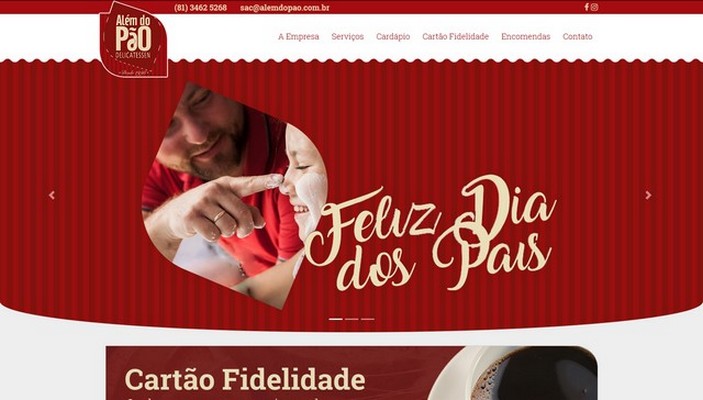 (81) 3462 5268 sac@alemdopao.com.br
Além do
PãO
DELICATESSEN
A Empresa Serviços Cardápio Cartão Fidelidade Encomendas Contato
Feliz Dia
dos Pais
Cartão Fidelidade